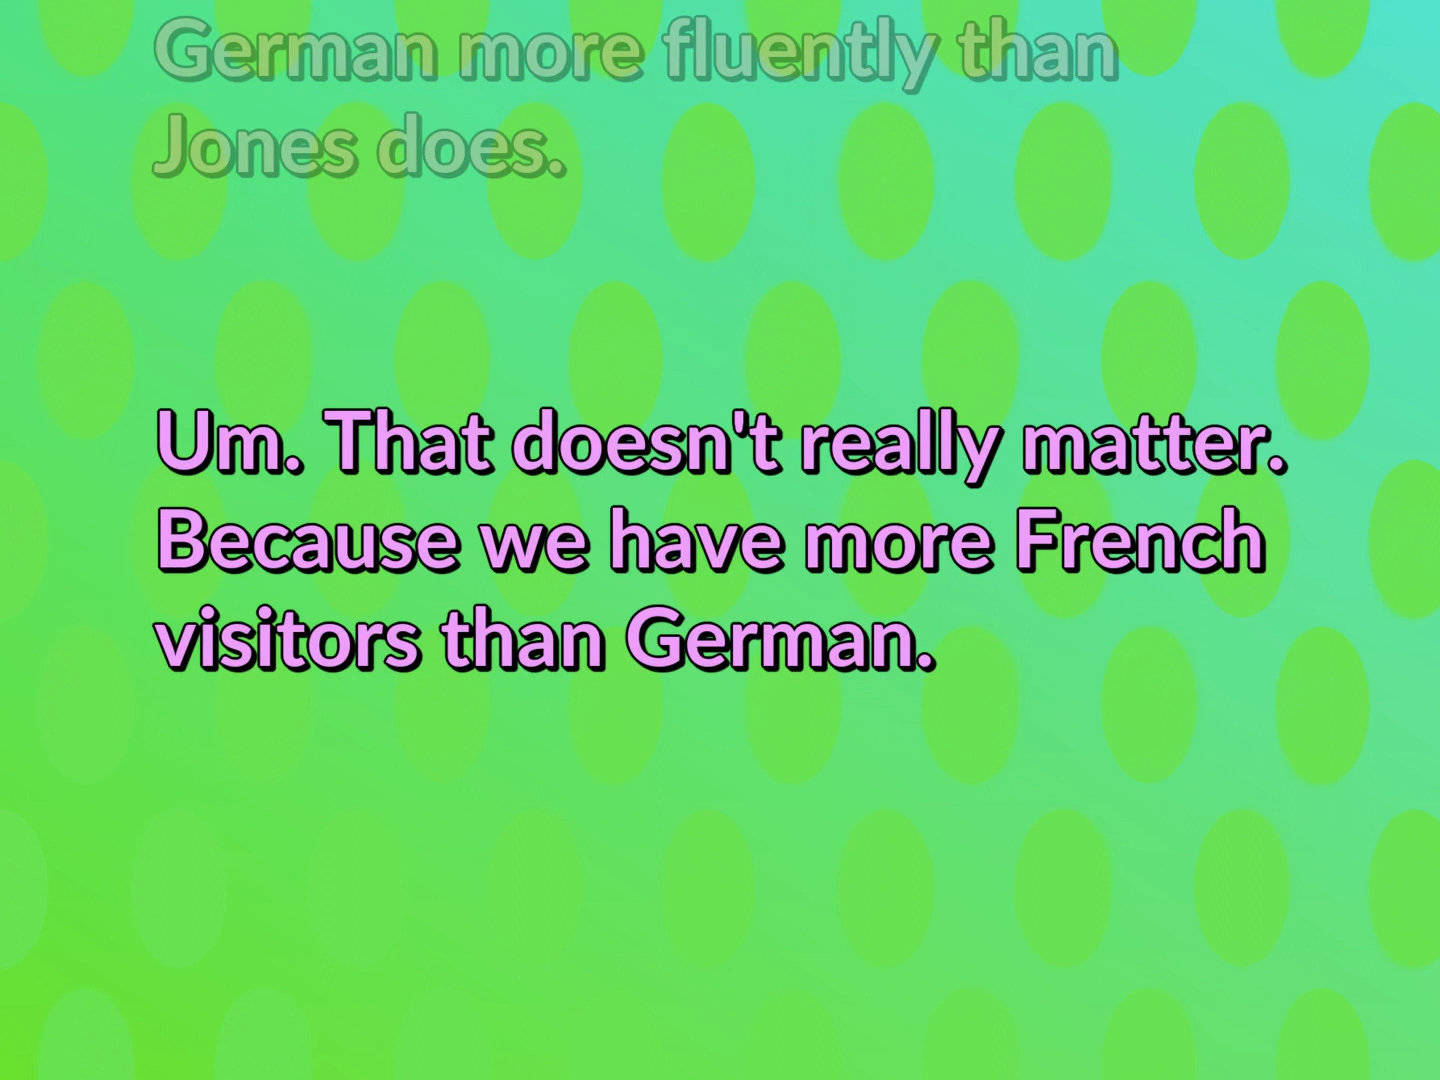 German more fluently than
Jones does.
Um. That doesn't really matter.
Because we have more French
visitors than German.